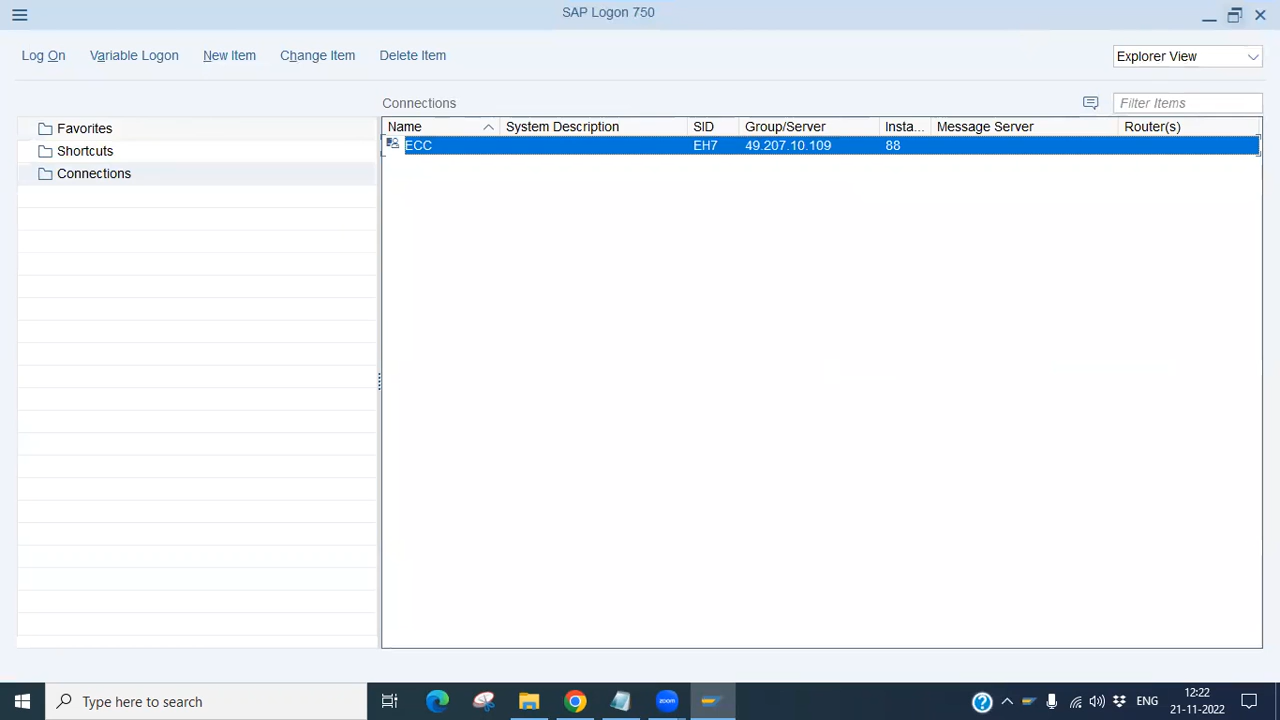 SAP Logon 750
Log On Variable Logon New Item Change Item Delete Item Explorer View
Connections Filter Items
Favorites
Shortcuts
Connections
Name System Description SID Group/Server Insta... Message Server Router(s)
ECC EH7 49.207.10.109 88
Type here to search
zoom
ENG
12:22
21-11-2022